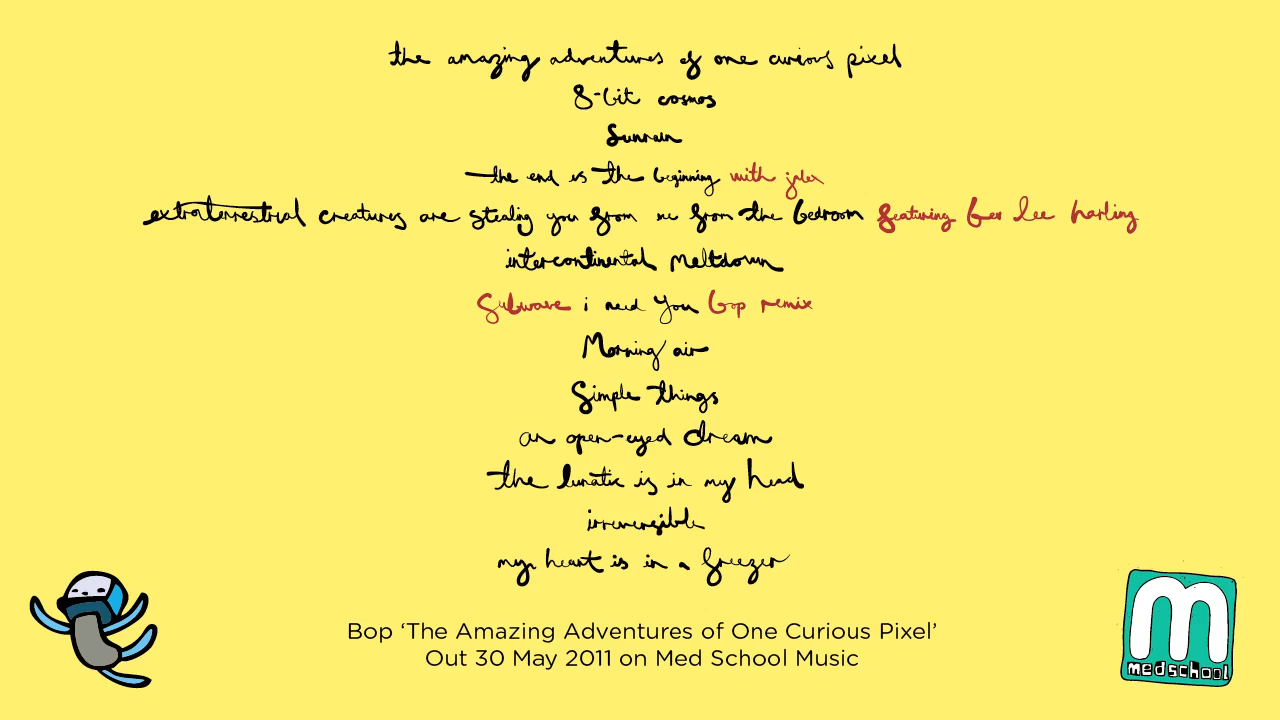 the amazing adventures of one curious pixel
8-bit cosmos
Sunrain
the end is the beginning with jrlex
extraterrestrial creatures are stealing you from me from the bedroom featuring bex lee harling
intercontinental Meltdown
Subwave i need you bop remix
Morning air
Simple things
an open-eyed dream
the lunatic is in my head
irreversible
my heart is in a freezer
Bop ‘The Amazing Adventures of One Curious Pixel’
Out 30 May 2011 on Med School Music
m
medschool